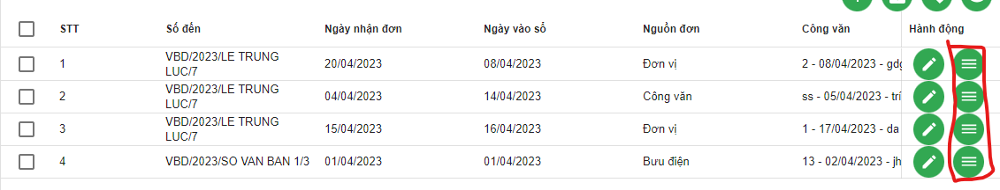 STT Số đến Ngày nhận đơn Ngày vào sổ Nguồn đơn Công văn Hành động
1 VBD/2023/LE TRUNG LUC/7 20/04/2023 08/04/2023 Đơn vị 2 - 08/04/2023 - gdg
2 VBD/2023/LE TRUNG LUC/7 04/04/2023 14/04/2023 Công văn ss - 05/04/2023 - trí
3 VBD/2023/LE TRUNG LUC/7 15/04/2023 16/04/2023 Đơn vị 1 - 17/04/2023 - da
4 VBD/2023/SO VAN BAN 1/3 01/04/2023 01/04/2023 Bưu điện 13 - 02/04/2023 - jh